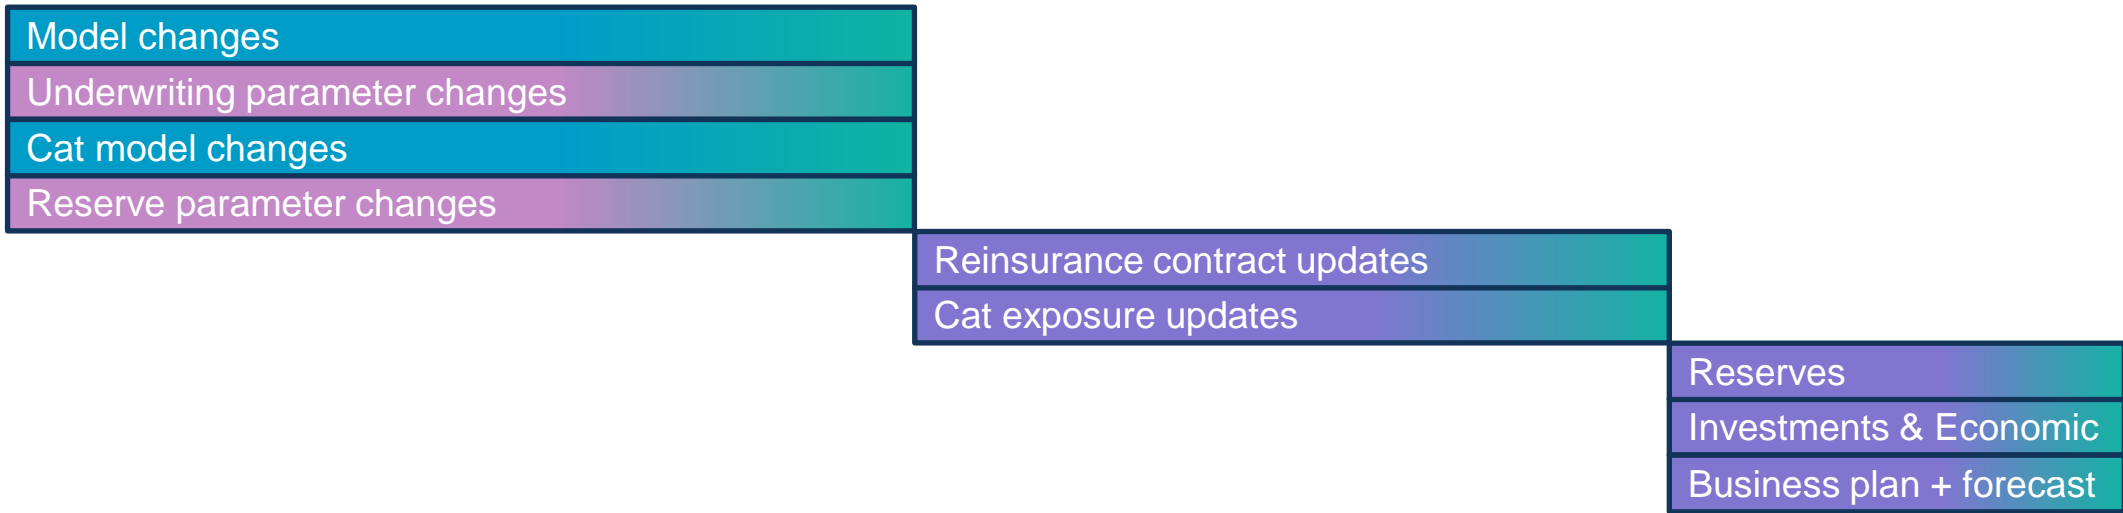 Model changes
Underwriting parameter changes
Cat model changes
Reserve parameter changes
Reinsurance contract updates
Cat exposure updates
Reserves
Investments & Economic
Business plan + forecast